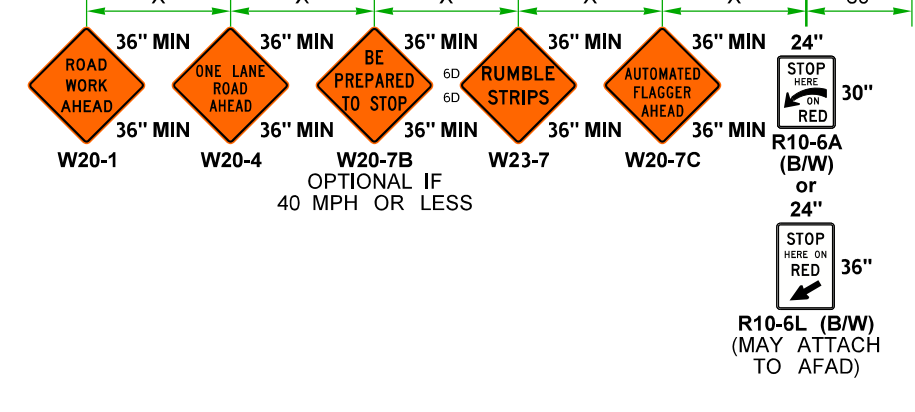 36" MIN
ROAD
WORK
AHEAD
36" MIN
W20-1
36" MIN
ONE LANE
ROAD
AHEAD
36" MIN
W20-4
36" MIN
BE
PREPARED
TO STOP
36" MIN
W20-7B
OPTIONAL IF
40 MPH OR LESS
36" MIN
6D
6D
RUMBLE
STRIPS
36" MIN
W23-7
36" MIN
AUTOMATED
FLAGGER
AHEAD
36" MIN
W20-7C
24"
STOP
HERE
ON
RED
30"
R10-6A
(B/W)
or
24"
STOP
HERE ON
RED
36"
R10-6L (B/W)
(MAY ATTACH
TO AFAD)